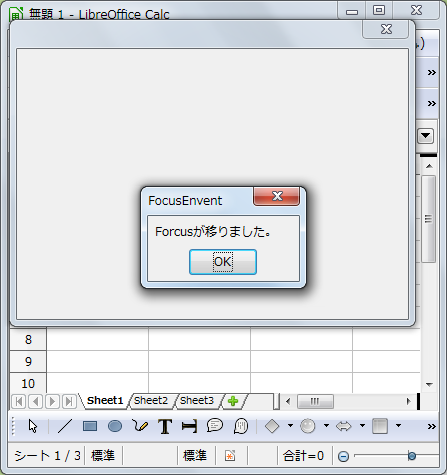 無題 1 - LibreOffice Calc
FocusEnvent
Forcusが移りました。
OK
8
9
10
Sheet1 Sheet2 Sheet3
シート 1 / 3 標準 標準 合計=0